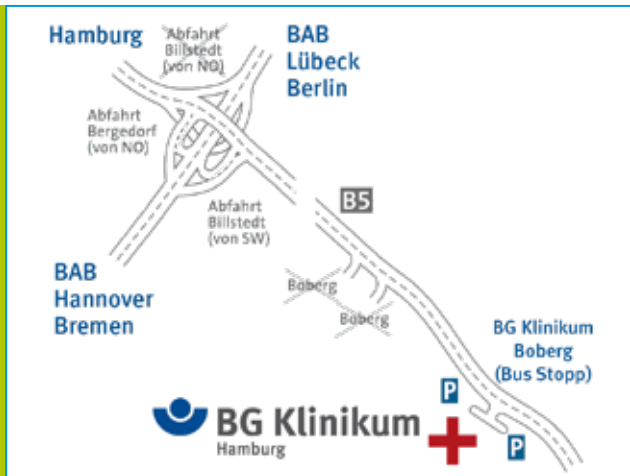 Hamburg
Abfahrt
Billstedt
(von NO)
BAB
Lübeck
Berlin
Abfahrt
Bergedorf
(von NO)
Abfahrt
Billstedt
(von SW)
B5
BAB
Hannover
Bremen
Boberg
Boberg
BG Klinikum
Boberg
(Bus Stopp)
P
BG Klinikum
Hamburg
P